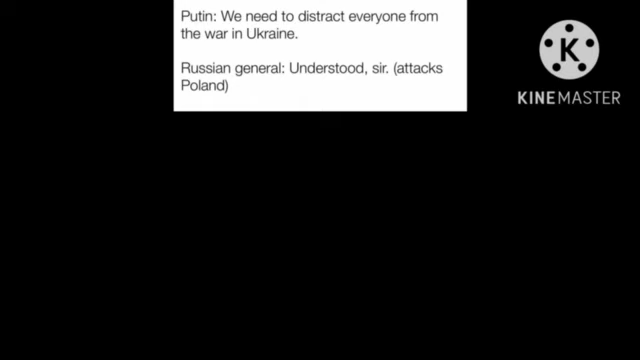 Putin: We need to distract everyone from
the war in Ukraine.
Russian general: Understood, sir. (attacks
Poland)
K
KINEMASTER